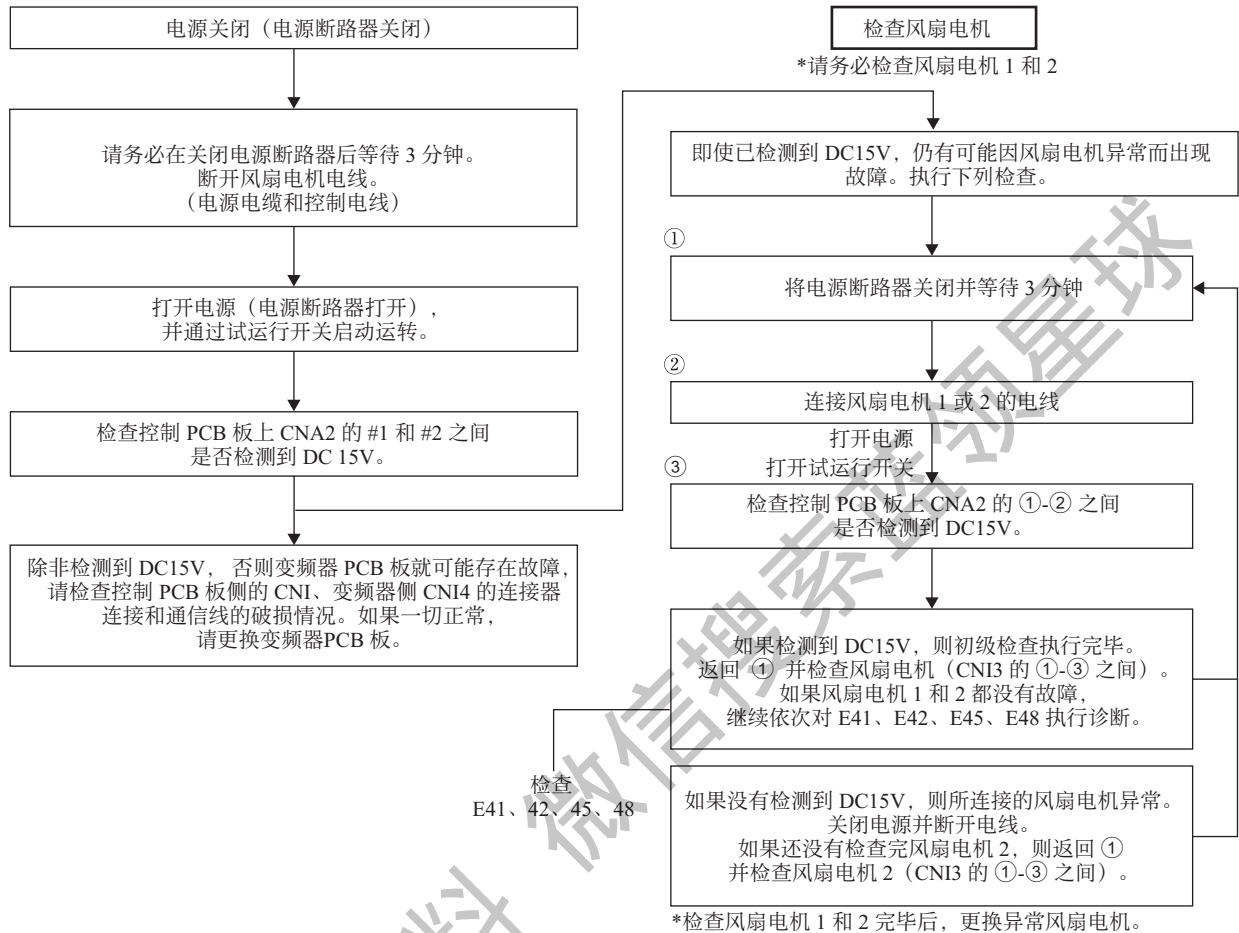 电源关闭（电源断路器关闭）
请务必在关闭电源断路器后等待 3 分钟。
断开风扇电机电线。
（电源电缆和控制电线）
打开电源（电源断路器打开），
并通过试运行开关启动运转。
检查控制 PCB 板上 CNA2 的 #1 和 #2 之间
是否检测到 DC 15V。
除非检测到 DC15V， 否则变频器 PCB 板就可能存在故障，
请检查控制 PCB 板侧的 CNI、变频器侧 CNI4 的连接器
连接和通信线的破损情况。如果一切正常，
请更换变频器PCB 板。
检查风扇电机
*请务必检查风扇电机 1 和 2
即使已检测到 DC15V，仍有可能因风扇电机异常而出现
故障。执行下列检查。
①
将电源断路器关闭并等待 3 分钟
②
连接风扇电机 1 或 2 的电线
打开电源
③ 打开试运行开关
检查控制 PCB 板上 CNA2 的 ①-② 之间
是否检测到 DC15V。
如果检测到 DC15V，则初级检查执行完毕。
返回 ① 并检查风扇电机（CNI3 的 ①-③ 之间）。
如果风扇电机 1 和 2 都没有故障，
继续依次对 E41、E42、E45、E48 执行诊断。
检查
E41、42、45、48
如果没有检测到 DC15V，则所连接的风扇电机异常。
关闭电源并断开电线。
如果还没有检查完风扇电机 2，则返回 ①
并检查风扇电机 2（CNI3 的 ①-③ 之间）。
*检查风扇电机 1 和 2 完毕后，更换异常风扇电机。
料 微信搜索蓝领星球